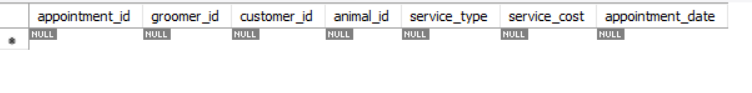 appointment_id groomer_id customer_id animal_id service_type service_cost appointment_date
NULL NULL NULL NULL NULL NULL NULL